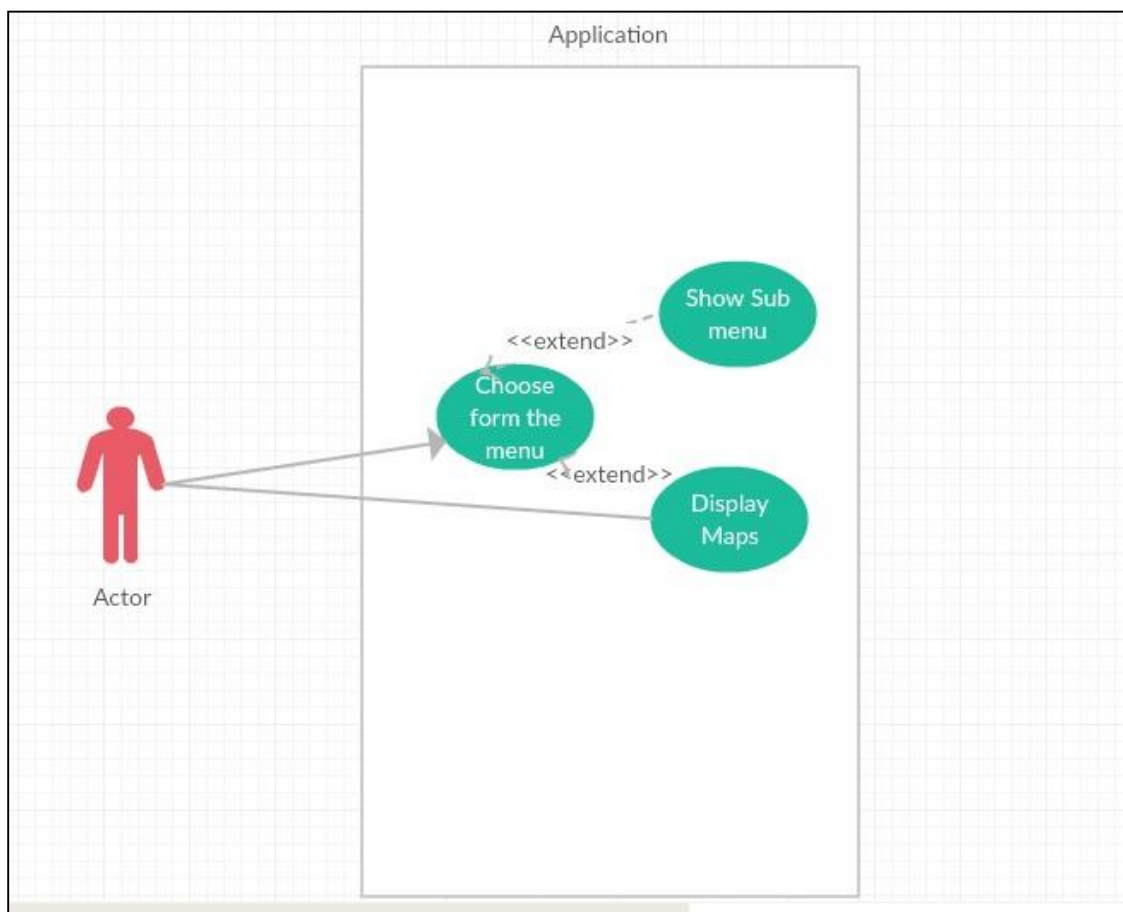 Application
Show Sub
menu
<<extend>>
Choose
form the
menu
<<extend>>
Display
Maps
Actor